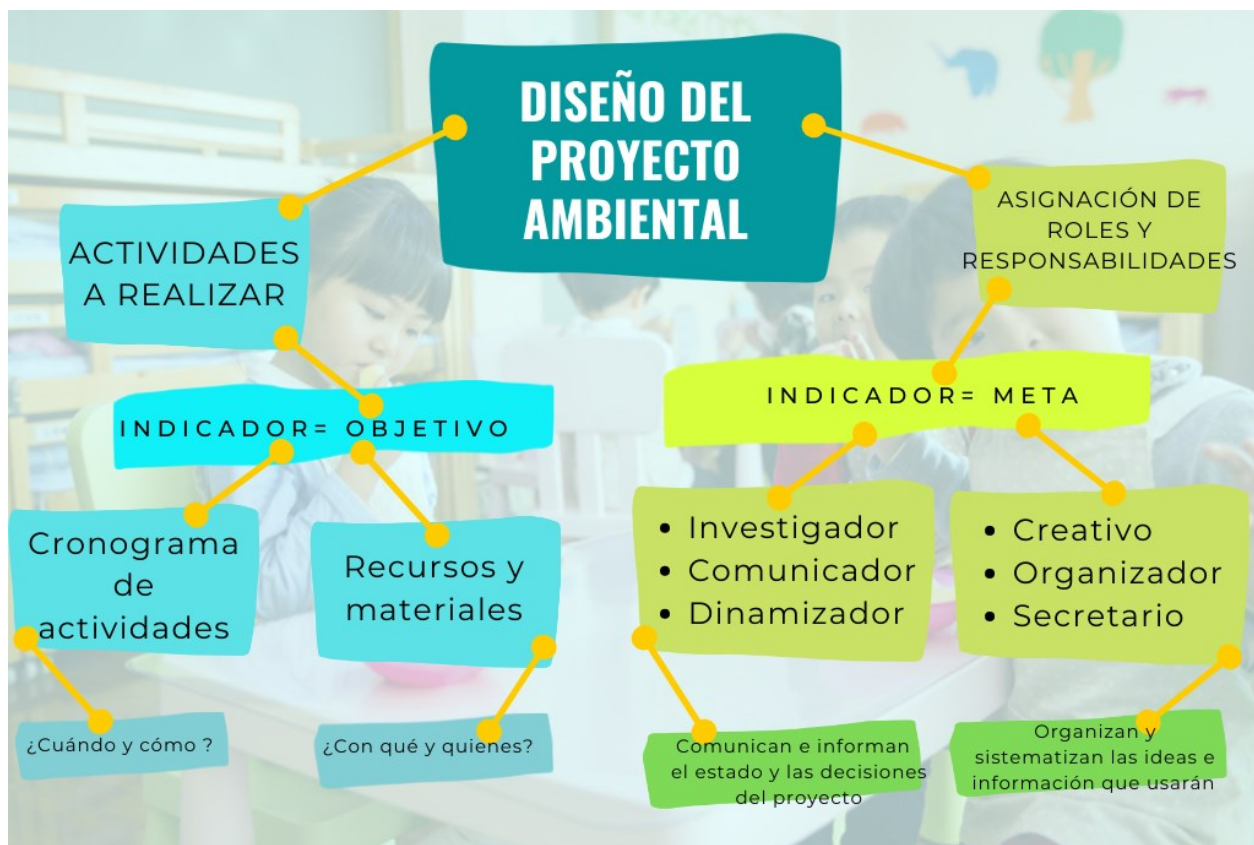 DISEÑO DEL
PROYECTO
AMBIENTAL
ACTIVIDADES
A REALIZAR
ASIGNACIÓN DE
ROLES Y
RESPONSABILIDADES
INDICADOR= OBJETIVO
INDICADOR= META
Cronograma
de
actividades
Recursos y
materiales
• Investigador
• Comunicador
• Dinamizador
• Creativo
• Organizador
• Secretario
¿Cuándo y cómo ?
¿Con qué y quienes?
Comunican e informan
el estado y las decisiones
del proyecto
Organizan y
sistematizan las ideas e
información que usarán